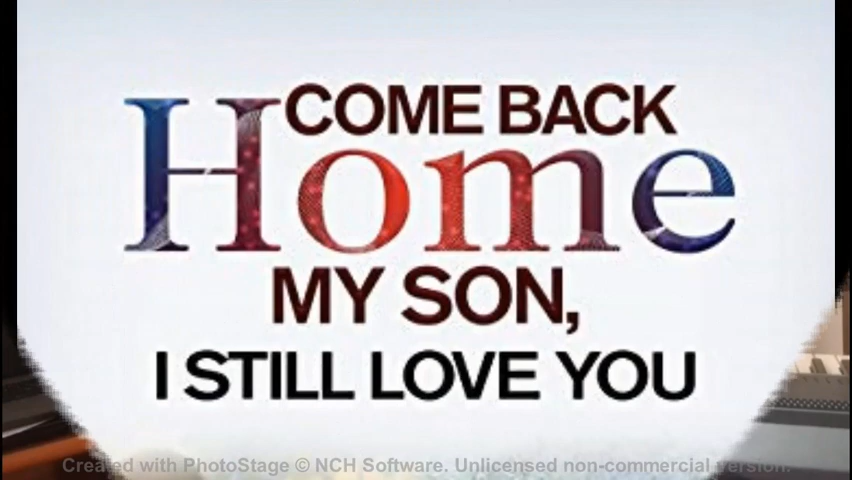 COME BACK
Home
MY SON,
I STILL LOVE YOU
Created with PhotoStage © NCH Software. Unlicensed non-commercial version.